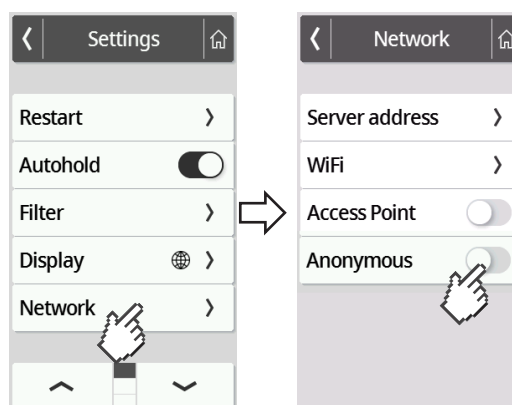 Settings
Restart
Autohold
Filter
Display
Network
Network
Server address
WiFi
Access Point
Anonymous